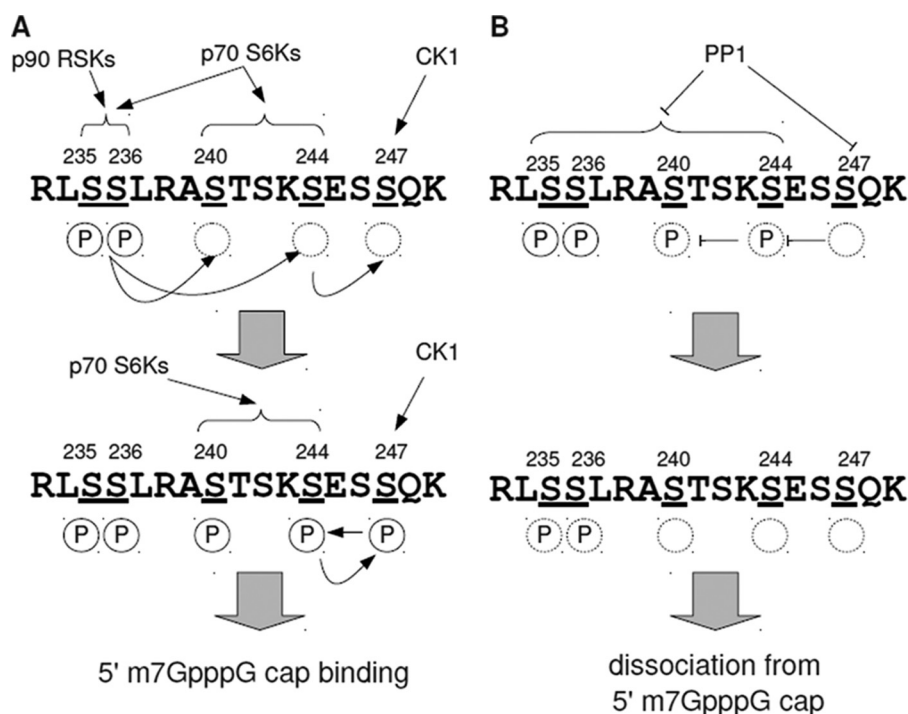 A
p90 RSKs
p70 S6Ks
CK1
235 236 240 244 247
RLSSLRASTSKSESSQK
P P
p70 S6Ks
CK1
235 236 240 244 247
RLSSLRASTSKSESSQK
P P P P P
5' m7GpppG cap binding
B
PP1
235 236 240 244 247
RLSSLRASTSKSESSQK
P P P P
235 236 240 244 247
RLSSLRASTSKSESSQK
P P
dissociation from
5' m7GpppG cap